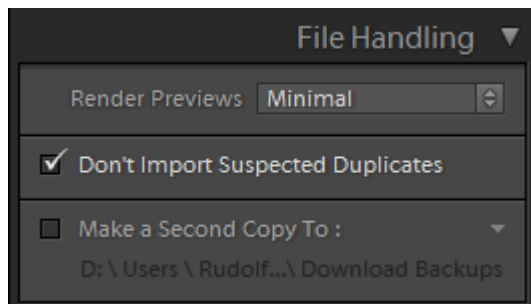 File Handling
Render Previews Minimal
Don't Import Suspected Duplicates
Make a Second Copy To :
D: \ Users \ Rudolf...\ Download Backups